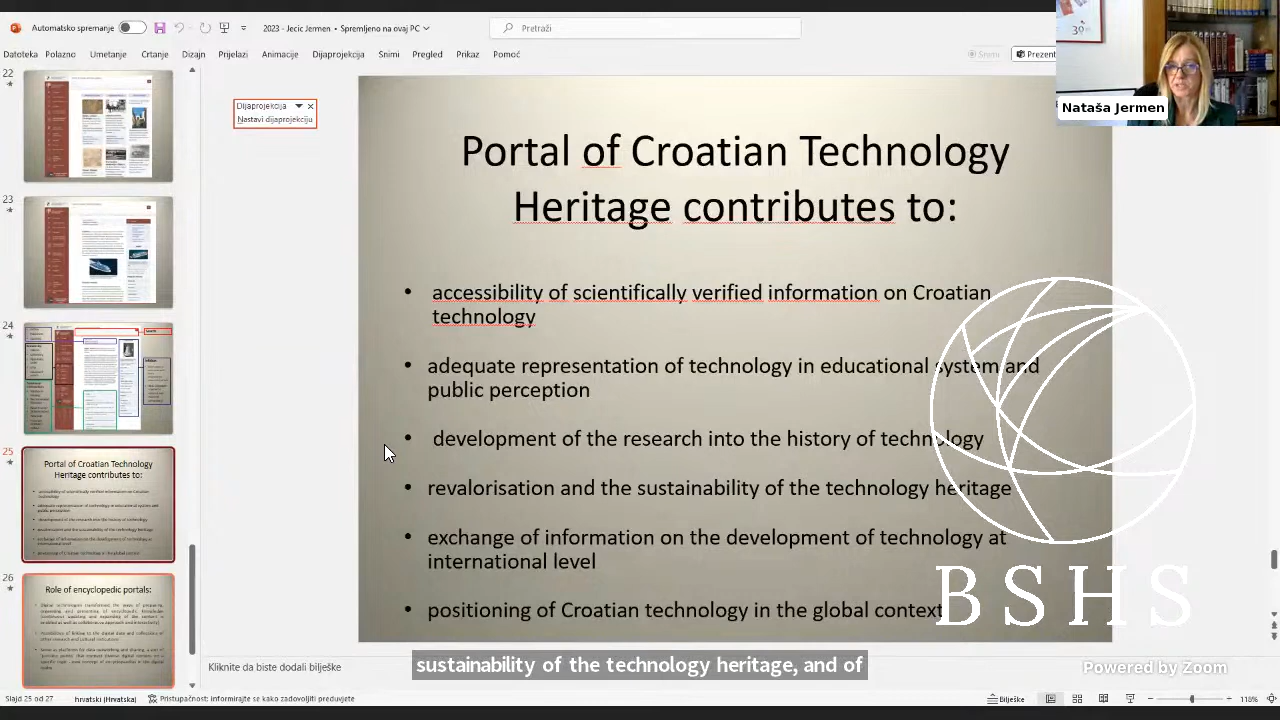 Automatsko spremanje
2023 - Jecic Jermen • Spremljeno na ovaj PC
Pretraži
Datoteka Polazno Umetanje Crtanje Dizajn Prijelazi Animacije Dijaprojekcija Snimi Pregled Prikaz Pomoć
Snimi
Prezent
39
Nataša Jermen
22
23
24
25
Portal of Croatian Technology
Heritage contributes to:
26
Role of encyclopedic portals:
Dijaprojekcija
Nastavi dijaprojekciju
Portal of Croatian Technology
Heritage contributes to:
• accessibility of scientifically verified information on Croatian
technology
• adequate representation of technology in educational system and
public perception
• development of the research into the history of technology
• revalorisation and the sustainability of the technology heritage
• exchange of information on the development of technology at
international level
• positioning of Croatian technology in the global context
BSHS
Kliknite da biste dodali bilješke
sustainability of the technology heritage, and of
Powered by Zoom
Slajd 25 od 27
hrvatski (Hrvatska)
Pristupačnost: informirajte se kako zadovoljiti preduvjete
Bilješke
118%